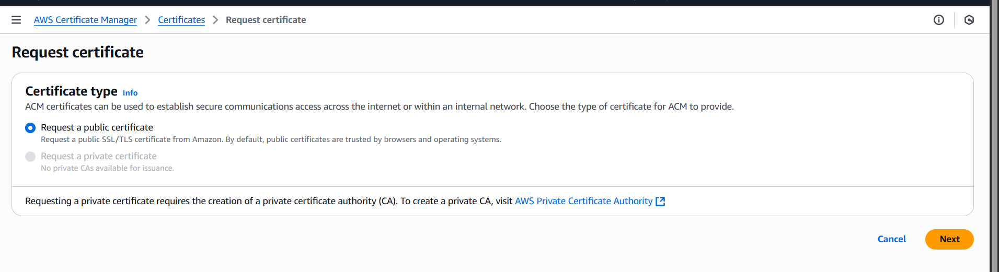 AWS Certificate Manager > Certificates > Request certificate
Request certificate
Certificate type Info
ACM certificates can be used to establish secure communications access across the internet or within an internal network. Choose the type of certificate for ACM to provide.
Request a public certificate
Request a public SSL/TLS certificate from Amazon. By default, public certificates are trusted by browsers and operating systems.
Request a private certificate
No private CAs available for issuance.
Requesting a private certificate requires the creation of a private certificate authority (CA). To create a private CA, visit AWS Private Certificate Authority
Cancel Next